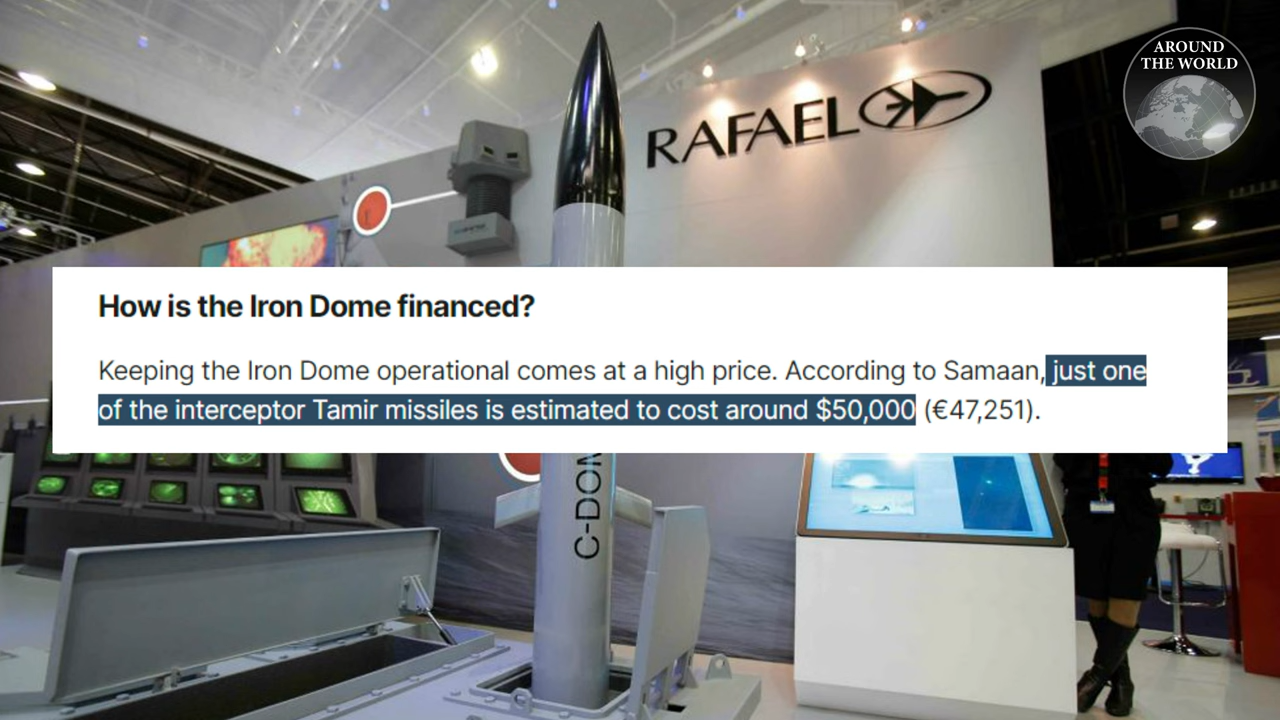 AROUND
THE WORLD
RAFAEL
How is the Iron Dome financed?
Keeping the Iron Dome operational comes at a high price. According to Samaan, just one
of the interceptor Tamir missiles is estimated to cost around $50,000 (€47,251).